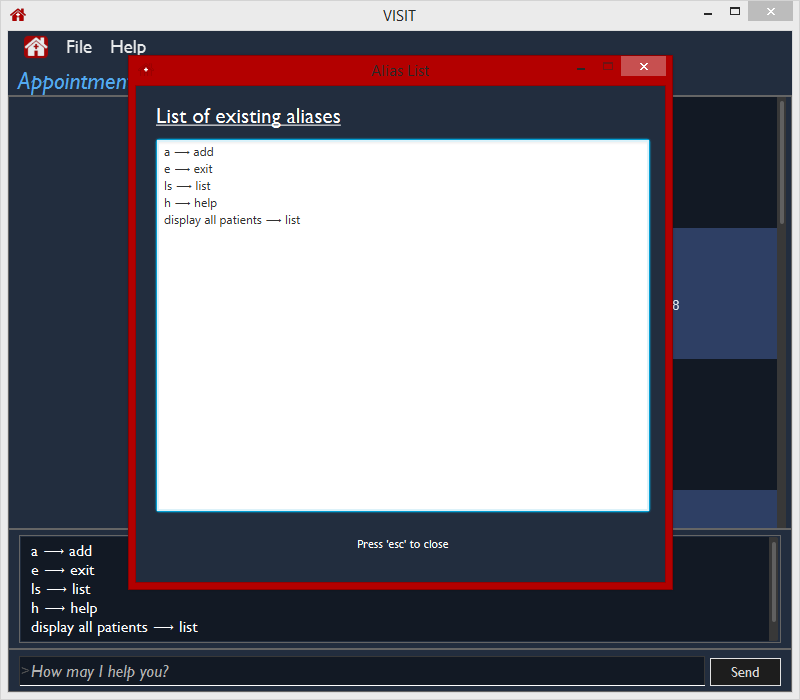 VISIT
File Help
Alias List
List of existing aliases
a ⟶ add
e ⟶ exit
ls ⟶ list
h ⟶ help
display all patients ⟶ list
8
Press 'esc' to close
a ⟶ add
e ⟶ exit
ls ⟶ list
h ⟶ help
display all patients ⟶ list
>How may I help you?
Send